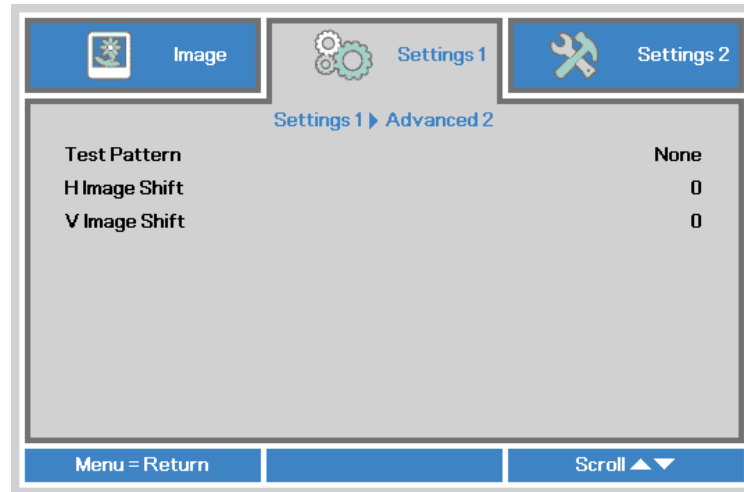 Image
Settings 1
Settings 2
Settings 1 ▶ Advanced 2
Test Pattern None
H Image Shift 0
V Image Shift 0
Menu = Return
Scroll ▲▼